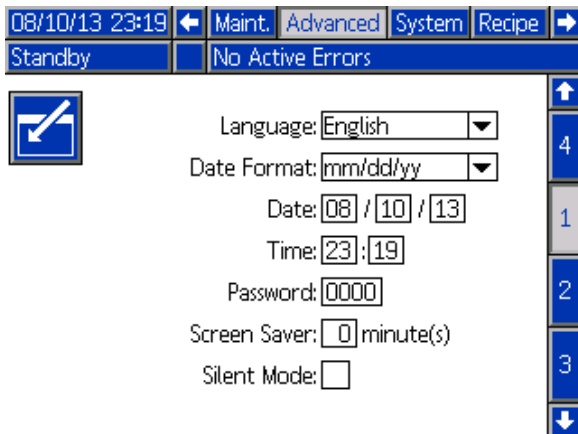 08/10/13 23:19 Maint. Advanced System Recipe
Standby No Active Errors
Language: English
Date Format: mm/dd/yy
Date: 08 / 10 / 13
Time: 23 : 19
Password: 0000
Screen Saver: 0 minute(s)
Silent Mode:
4
1
2
3